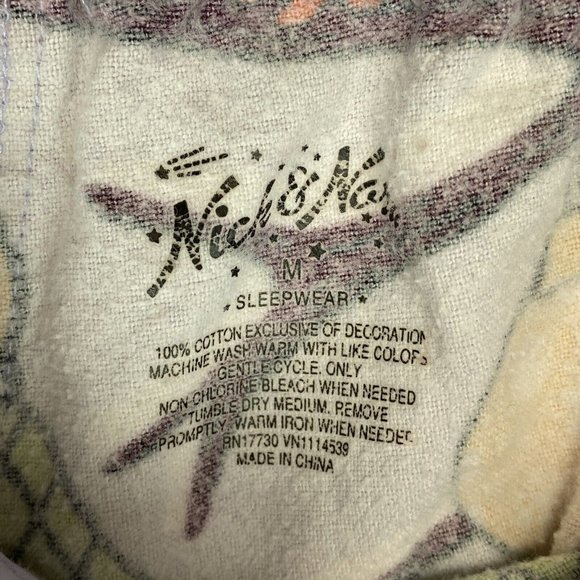 Nick & Nora
M
SLEEPWEAR
100% COTTON EXCLUSIVE OF DECORATION
MACHINE WASH WARM WITH LIKE COLORS
GENTLE CYCLE. ONLY
NON-CHLORINE BLEACH WHEN NEEDED
TUMBLE DRY MEDIUM. REMOVE
PROMPTLY. WARM IRON WHEN NEEDED.
RN17730 VN1114539
MADE IN CHINA